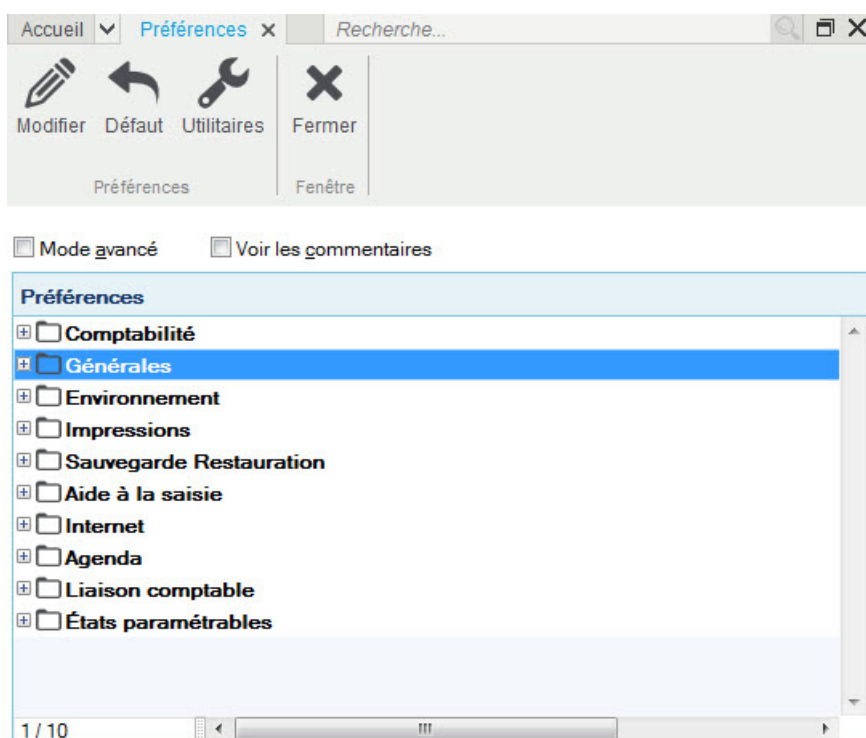 Accueil Préférences Recherche...
Modifier Défaut Utilitaires Fermer
Préférences Fenêtre
Mode avancé Voir les commentaires
Préférences
Comptabilité
Générales
Environnement
Impressions
Sauvegarde Restauration
Aide à la saisie
Internet
Agenda
Liaison comptable
États paramétrables
1 / 10